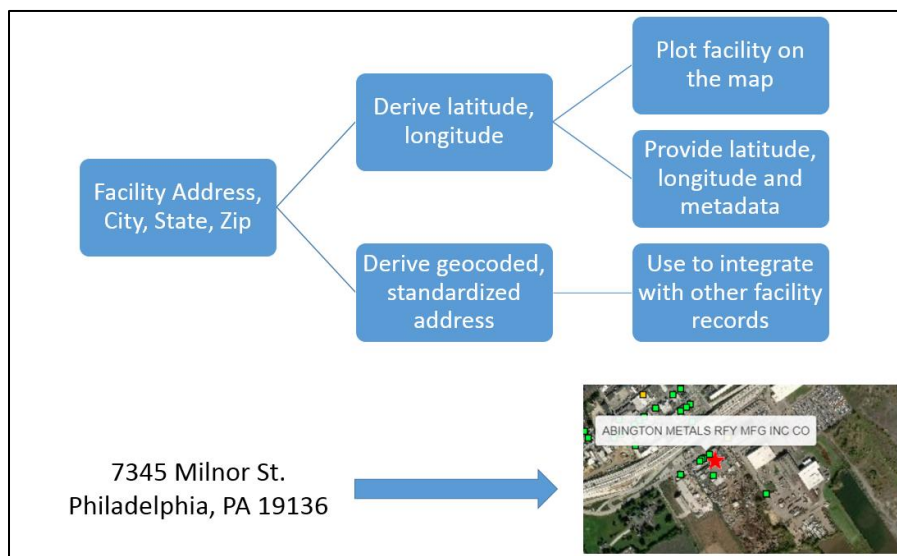 Facility Address,
City, State, Zip
Derive latitude,
longitude
Plot facility on
the map
Provide latitude,
longitude and
metadata
Derive geocoded,
standardized
address
Use to integrate
with other facility
records
7345 Milnor St.
Philadelphia, PA 19136
ABINGTON METALS RFY MFG INC CO